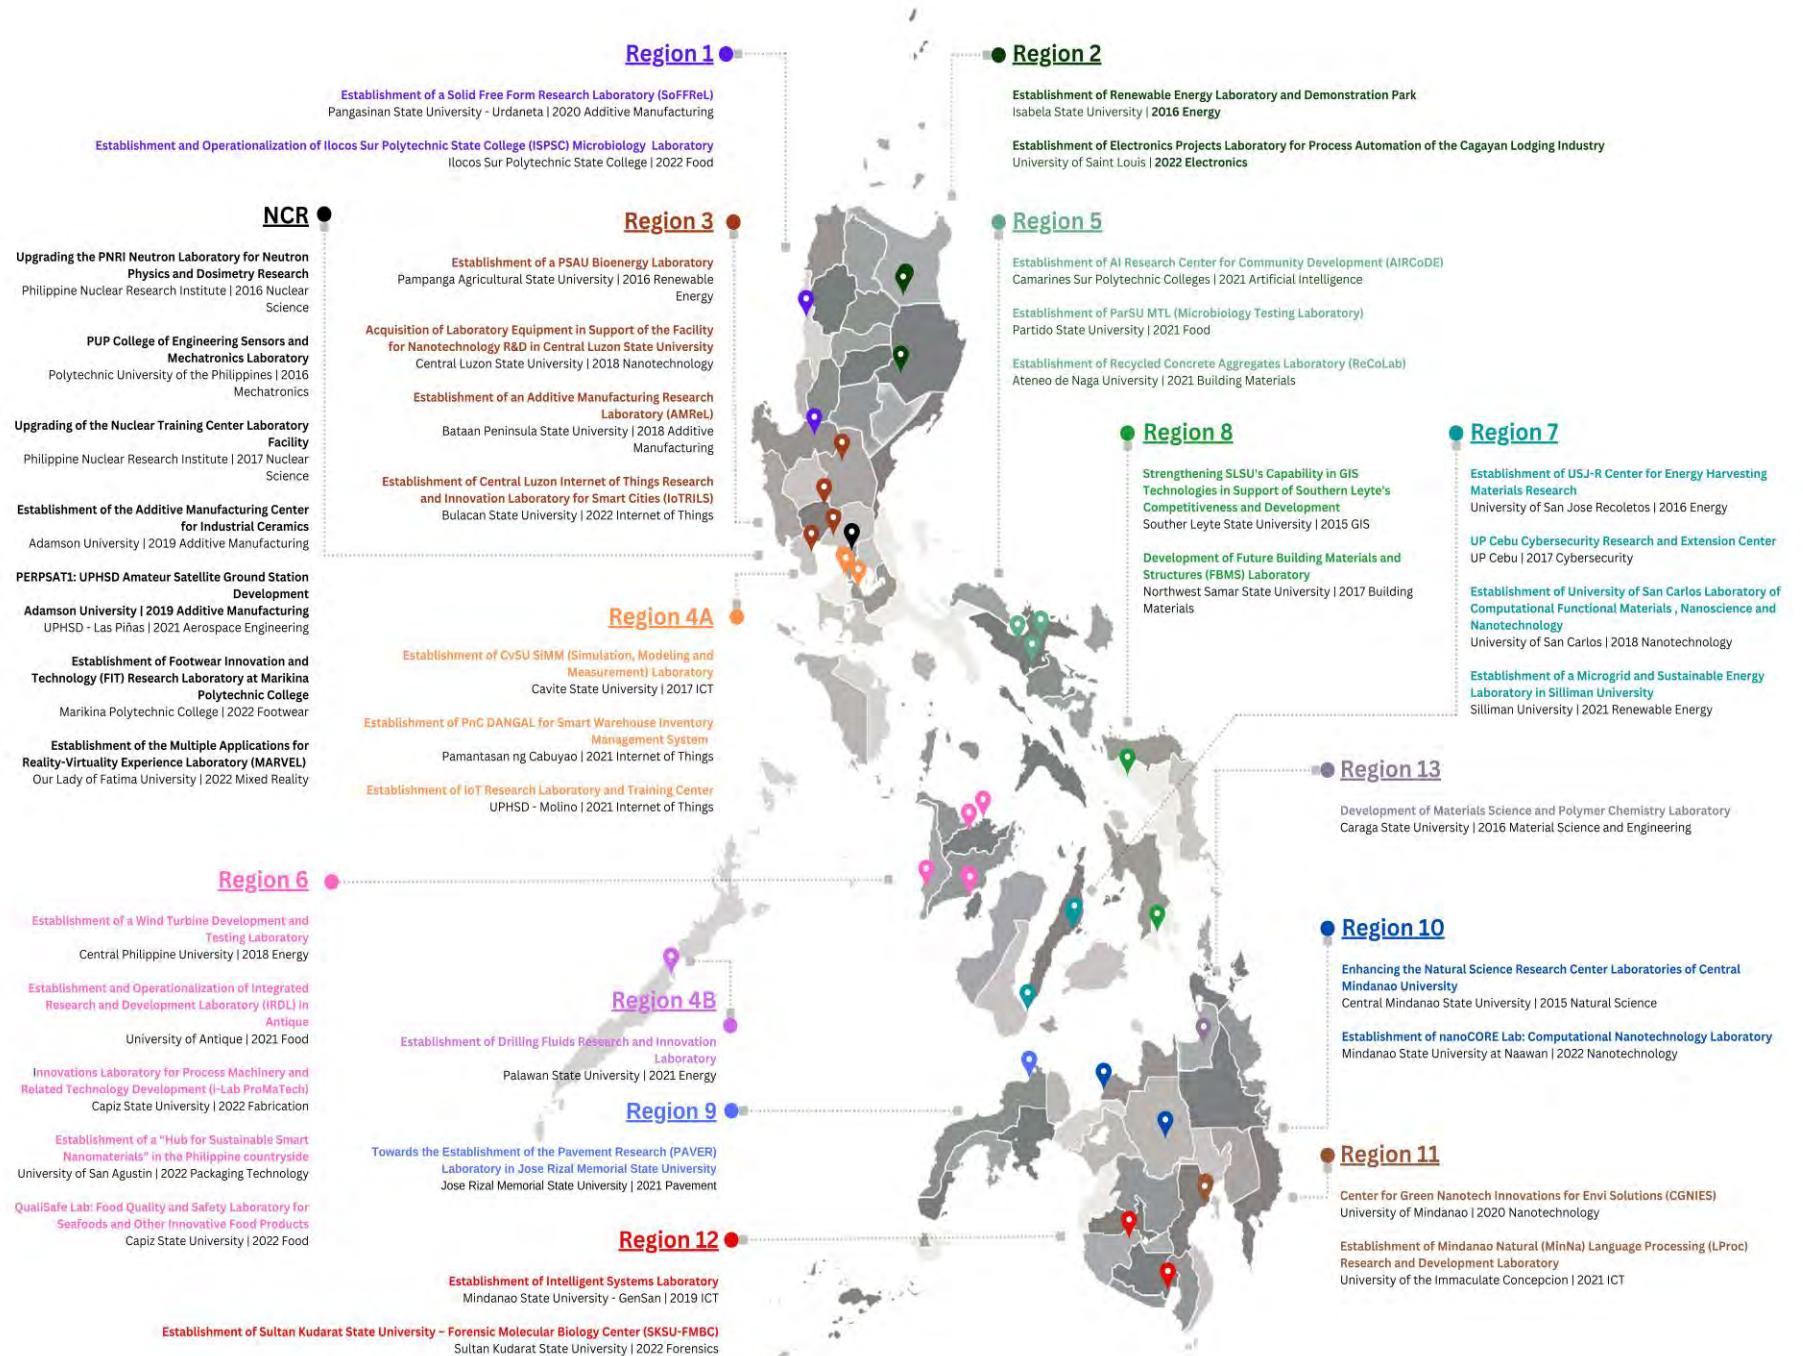 Region 1
Establishment of a Solid Free Form Research Laboratory (SoFFReL)
Pangasinan State University - Urdaneta | 2020 Additive Manufacturing
Establishment and Operationalization of Ilocos Sur Polytechnic State College (ISPSC) Microbiology Laboratory
Ilocos Sur Polytechnic State College | 2022 Food
Region 2
Establishment of Renewable Energy Laboratory and Demonstration Park
Isabela State University | 2016 Energy
Establishment of Electronics Projects Laboratory for Process Automation of the Cagayan Lodging Industry
University of Saint Louis | 2022 Electronics
NCR
Upgrading the PNRI Neutron Laboratory for Neutron
Physics and Dosimetry Research
Philippine Nuclear Research Institute | 2016 Nuclear
Science
PUP College of Engineering Sensors and
Mechatronics Laboratory
Polytechnic University of the Philippines | 2016
Mechatronics
Upgrading of the Nuclear Training Center Laboratory
Facility
Philippine Nuclear Research Institute | 2017 Nuclear
Science
Establishment of the Additive Manufacturing Center
for Industrial Ceramics
Adamson University | 2019 Additive Manufacturing
PERPSAT1: UPHSD Amateur Satellite Ground Station
Development
Adamson University | 2019 Additive Manufacturing
UPHSD - Las Piñas | 2021 Aerospace Engineering
Establishment of Footwear Innovation and
Technology (FIT) Research Laboratory at Marikina
Polytechnic College
Marikina Polytechnic College | 2022 Footwear
Establishment of the Multiple Applications for
Reality-Virtuality Experience Laboratory (MARVEL)
Our Lady of Fatima University | 2022 Mixed Reality
Region 3
Establishment of a PSAU Bioenergy Laboratory
Pampanga Agricultural State University | 2016 Renewable
Energy
Acquisition of Laboratory Equipment in Support of the Facility
for Nanotechnology R&D in Central Luzon State University
Central Luzon State University | 2018 Nanotechnology
Establishment of an Additive Manufacturing Research
Laboratory (AMReL)
Bataan Peninsula State University | 2018 Additive
Manufacturing
Establishment of Central Luzon Internet of Things Research
and Innovation Laboratory for Smart Cities (IoTRILS)
Bulacan State University | 2022 Internet of Things
Region 5
Establishment of AI Research Center for Community Development (AIRCoDE)
Camarines Sur Polytechnic Colleges | 2021 Artificial Intelligence
Establishment of ParSU MTL (Microbiology Testing Laboratory)
Partido State University | 2021 Food
Establishment of Recycled Concrete Aggregates Laboratory (ReCoLab)
Ateneo de Naga University | 2021 Building Materials
Region 8
Strengthening SLSU's Capability in GIS
Technologies in Support of Southern Leyte's
Competitiveness and Development
Souther Leyte State University | 2015 GIS
Development of Future Building Materials and
Structures (FBMS) Laboratory
Northwest Samar State University | 2017 Building
Materials
Region 7
Establishment of USJ-R Center for Energy Harvesting
Materials Research
University of San Jose Recoletos | 2016 Energy
UP Cebu Cybersecurity Research and Extension Center
UP Cebu | 2017 Cybersecurity
Establishment of University of San Carlos Laboratory of
Computational Functional Materials , Nanoscience and
Nanotechnology
University of San Carlos | 2018 Nanotechnology
Establishment of a Microgrid and Sustainable Energy
Laboratory in Silliman University
Silliman University | 2021 Renewable Energy
Region 4A
Establishment of CvSU SiMM (Simulation, Modeling and
Measurement) Laboratory
Cavite State University | 2017 ICT
Establishment of PnC DANGAL for Smart Warehouse Inventory
Management System
Pamantasan ng Cabuyao | 2021 Internet of Things
Establishment of IoT Research Laboratory and Training Center
UPHSD - Molino | 2021 Internet of Things
Region 13
Development of Materials Science and Polymer Chemistry Laboratory
Caraga State University | 2016 Material Science and Engineering
Region 6
Establishment of a Wind Turbine Development and
Testing Laboratory
Central Philippine University | 2018 Energy
Establishment and Operationalization of Integrated
Research and Development Laboratory (IRDL) in
Antique
University of Antique | 2021 Food
Innovations Laboratory for Process Machinery and
Related Technology Development (i-Lab ProMaTech)
Capiz State University | 2022 Fabrication
Establishment of a "Hub for Sustainable Smart
Nanomaterials" in the Philippine countryside
University of San Agustin | 2022 Packaging Technology
QualiSafe Lab: Food Quality and Safety Laboratory for
Seafoods and Other Innovative Food Products
Capiz State University | 2022 Food
Region 4B
Establishment of Drilling Fluids Research and Innovation
Laboratory
Palawan State University | 2021 Energy
Region 9
Towards the Establishment of the Pavement Research (PAVER)
Laboratory in Jose Rizal Memorial State University
Jose Rizal Memorial State University | 2021 Pavement
Region 10
Enhancing the Natural Science Research Center Laboratories of Central
Mindanao University
Central Mindanao State University | 2015 Natural Science
Establishment of nanoCORE Lab: Computational Nanotechnology Laboratory
Mindanao State University at Naawan | 2022 Nanotechnology
Region 11
Center for Green Nanotech Innovations for Envi Solutions (CGNIES)
University of Mindanao | 2020 Nanotechnology
Establishment of Mindanao Natural (MinNa) Language Processing (LProc)
Research and Development Laboratory
University of the Immaculate Concepcion | 2021 ICT
Region 12
Establishment of Intelligent Systems Laboratory
Mindanao State University - GenSan | 2019 ICT
Establishment of Sultan Kudarat State University – Forensic Molecular Biology Center (SKSU-FMBC)
Sultan Kudarat State University | 2022 Forensics